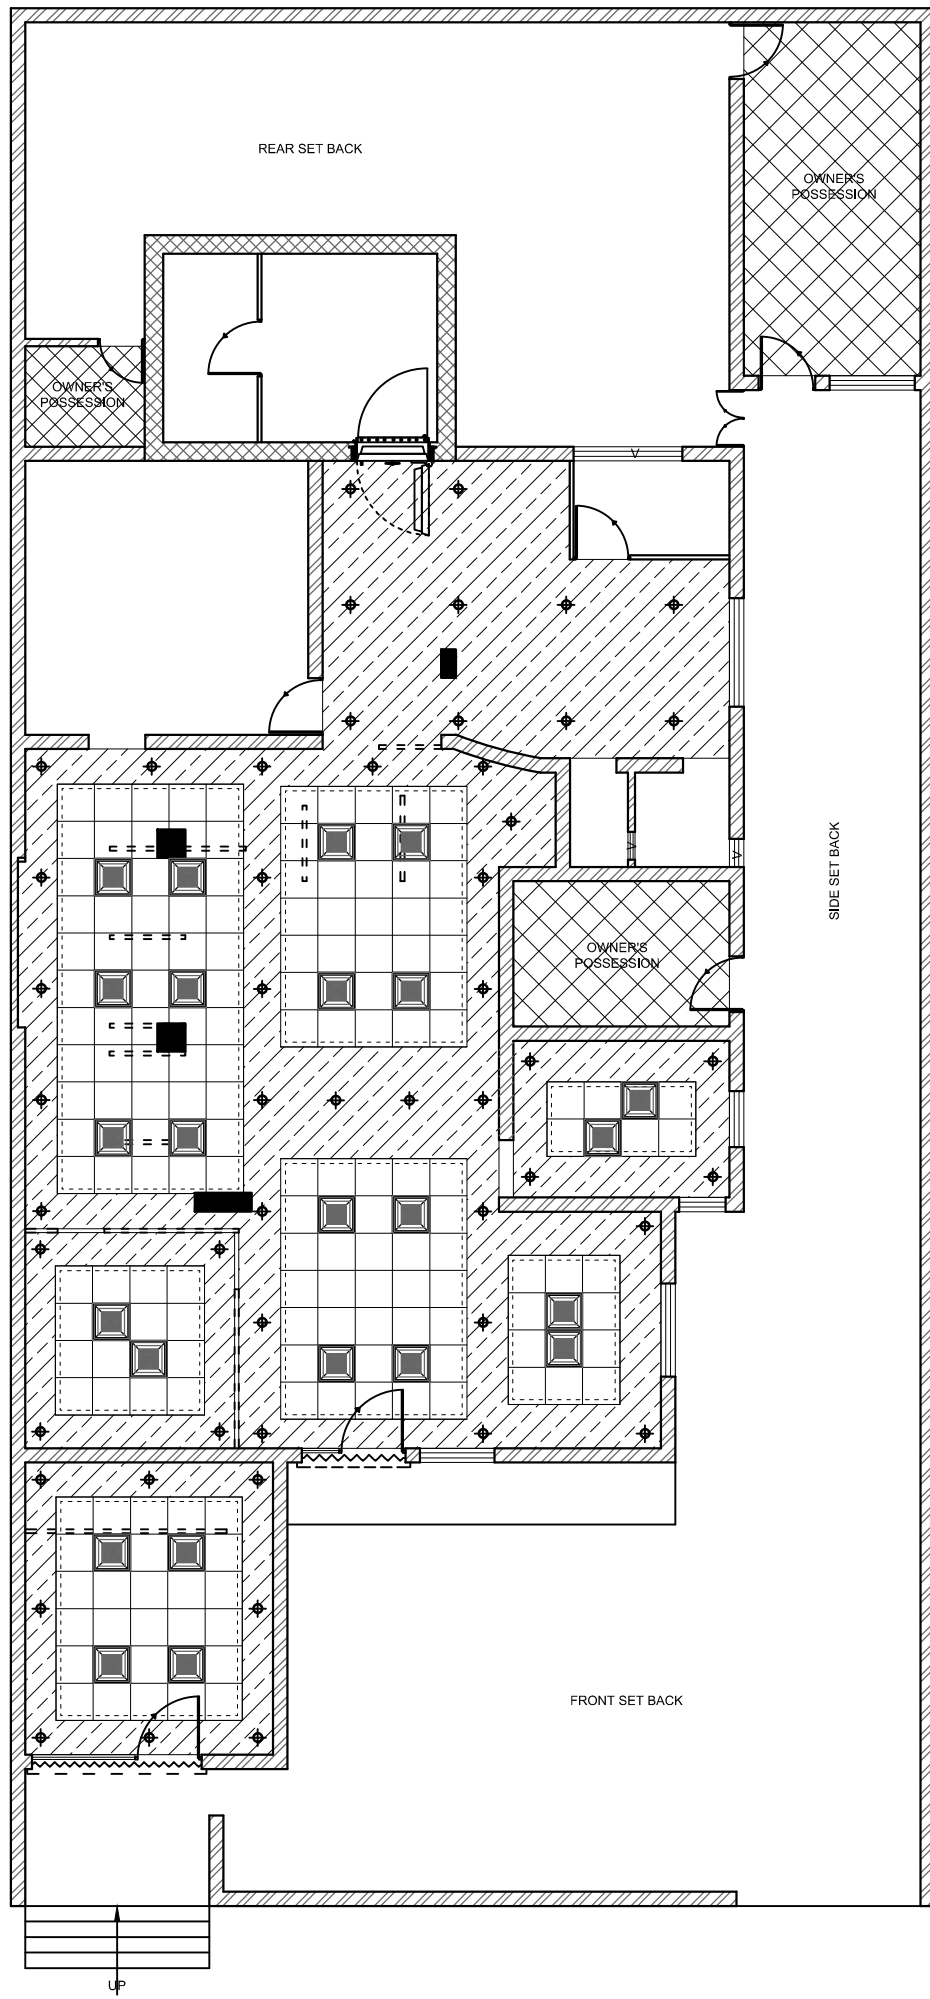 REAR SET BACK
OWNER'S
POSSESSION
OWNER'S
POSSESSION
V
V
V
SIDE SET BACK
OWNER'S
POSSESSION
FRONT SET BACK
UP